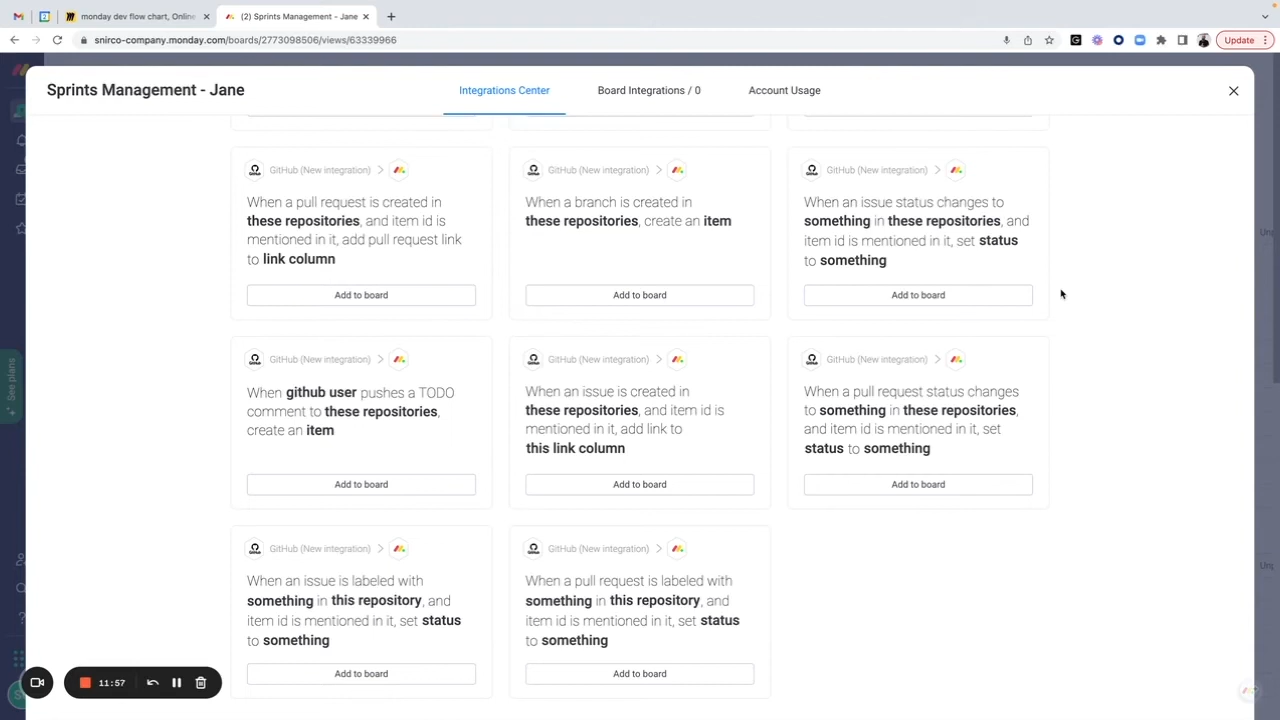 monday dev flow chart, Online
(2) Sprints Management - Jane
snirco-company.monday.com/boards/2773098506/views/63339966
Update
Sprints Management - Jane
Integrations Center
Board Integrations / 0
Account Usage
GitHub (New integration)
When a pull request is created in
these repositories, and item id is
mentioned in it, add pull request link
to link column
Add to board
GitHub (New integration)
When a branch is created in
these repositories, create an item
Add to board
GitHub (New integration)
When an issue status changes to
something in these repositories, and
item id is mentioned in it, set status
to something
Add to board
GitHub (New integration)
When github user pushes a TODO
comment to these repositories,
create an item
Add to board
GitHub (New integration)
When an issue is created in
these repositories, and item id is
mentioned in it, add link to
this link column
Add to board
GitHub (New integration)
When a pull request status changes
to something in these repositories,
and item id is mentioned in it, set
status to something
Add to board
GitHub (New integration)
When an issue is labeled with
something in this repository, and
item id is mentioned in it, set status
to something
Add to board
GitHub (New integration)
When a pull request is labeled with
something in this repository, and
item id is mentioned in it, set status
to something
Add to board
See plans
11:57